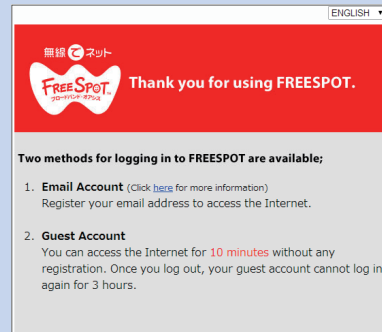 ENGLISH
無線でネット
FREESPOT™
ブロードバンド・オアシス
Thank you for using FREESPOT.
Two methods for logging in to FREESPOT are available;
1. Email Account (Click here for more information)
Register your email address to access the Internet.
2. Guest Account
You can access the Internet for 10 minutes without any
registration. Once you log out, your guest account cannot log in
again for 3 hours.